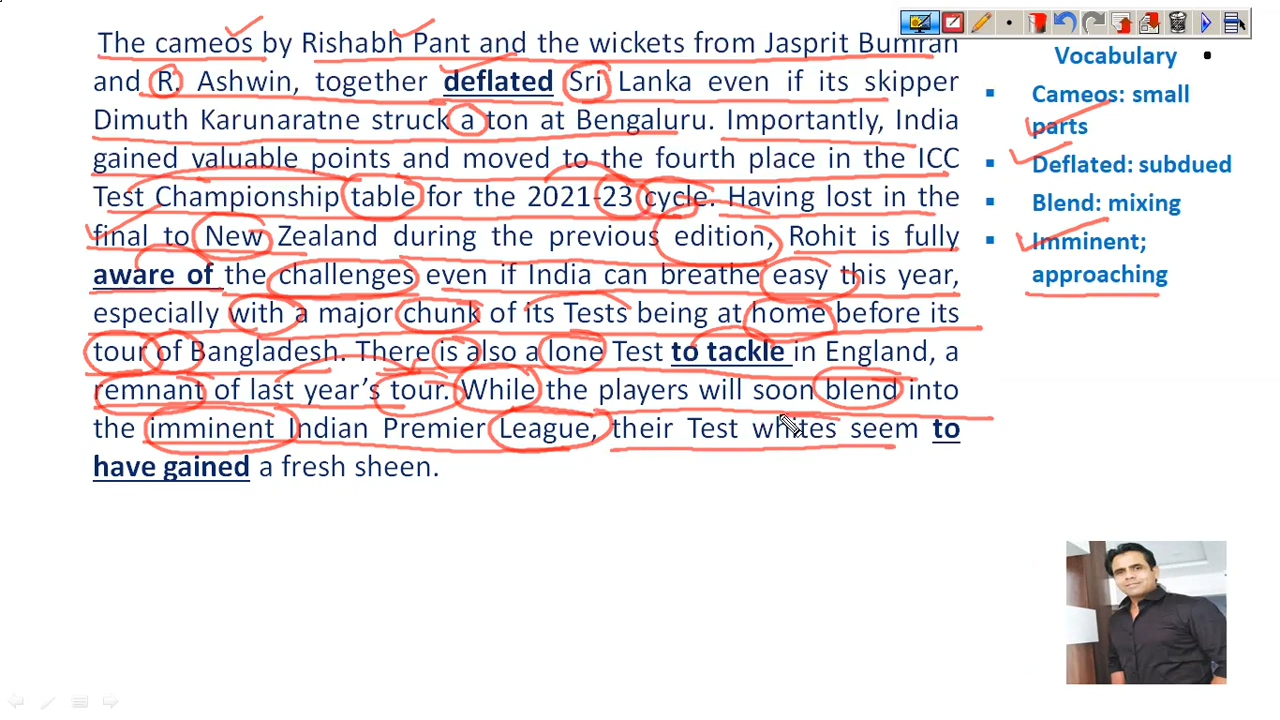 The cameos by Rishabh Pant and the wickets from Jasprit Bumrah
and R. Ashwin, together deflated Sri Lanka even if its skipper
Dimuth Karunaratne struck a ton at Bengaluru. Importantly, India
gained valuable points and moved to the fourth place in the ICC
Test Championship table for the 2021-23 cycle. Having lost in the
final to New Zealand during the previous edition, Rohit is fully
aware of the challenges even if India can breathe easy this year,
especially with a major chunk of its Tests being at home before its
tour of Bangladesh. There is also a lone Test to tackle in England, a
remnant of last year's tour. While the players will soon blend into
the imminent Indian Premier League, their Test whites seem to
have gained a fresh sheen.
Vocabulary
Cameos: small
parts
Deflated: subdued
Blend: mixing
Imminent;
approaching